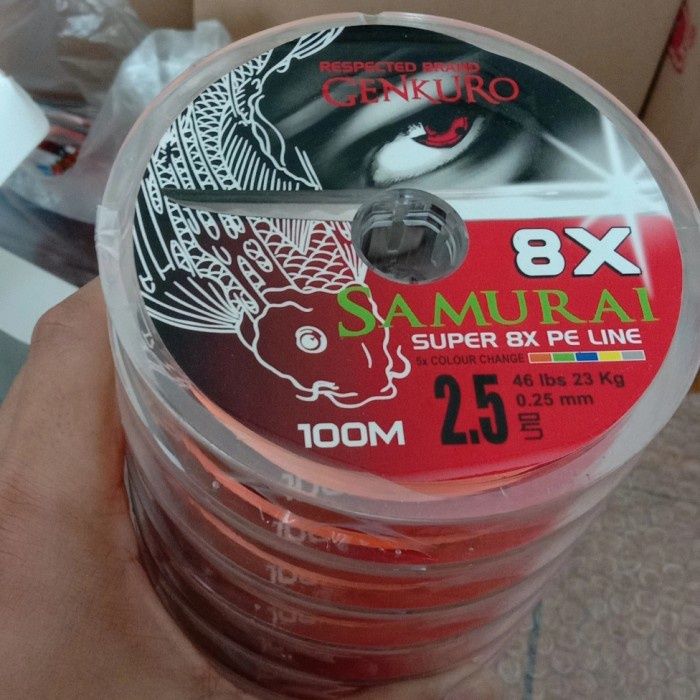 RESPECTED BRAND
GENKURO
8X
SAMURAI
SUPER 8X PE LINE
5x COLOUR CHANGE
2.5
46 lbs 23 Kg
0.25 mm
100M